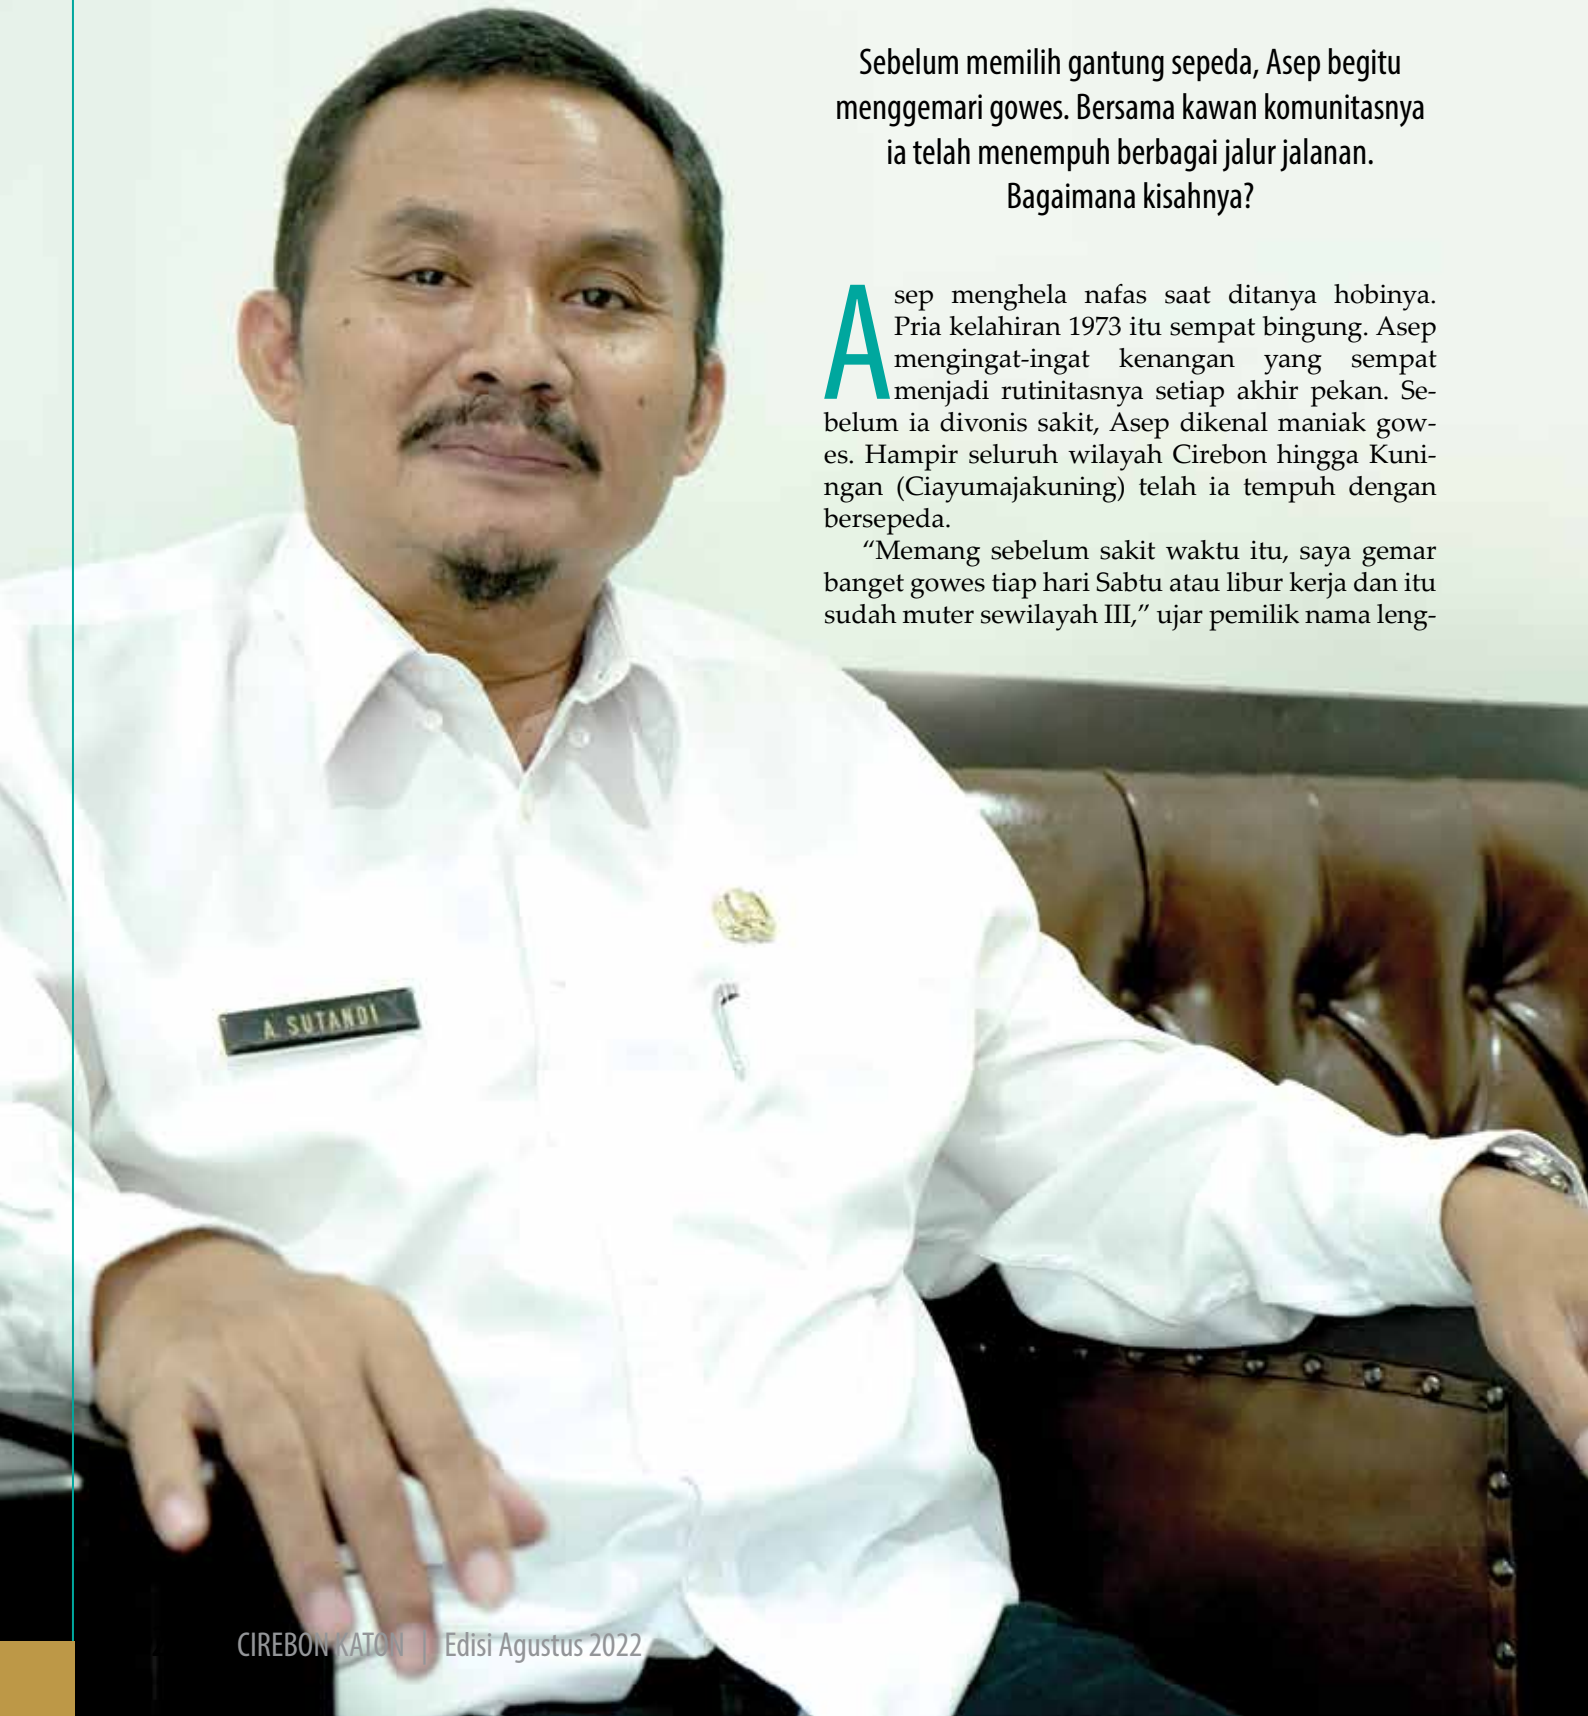 Sebelum memilih gantung sepeda, Asep begitu
menggemari gowes. Bersama kawan komunitasnya
ia telah menempuh berbagai jalur jalanan.
Bagaimana kisahnya?
Asep menghela nafas saat ditanya hobinya.
Pria kelahiran 1973 itu sempat bingung. Asep
mengingat-ingat kenangan yang sempat
menjadi rutinitasnya setiap akhir pekan. Se-
belum ia divonis sakit, Asep dikenal maniak gow-
es. Hampir seluruh wilayah Cirebon hingga Kuni-
ngan (Ciayumajakuning) telah ia tempuh dengan
bersepeda.
“Memang sebelum sakit waktu itu, saya gemar
banget gowes tiap hari Sabtu atau libur kerja dan itu
sudah muter sewilayah III,” ujar pemilik nama leng-
A SUTANDI
CIREBON KATON | Edisi Agustus 2022